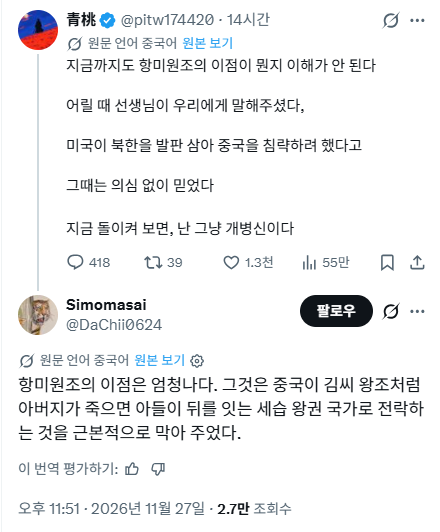 青桃 @pitw174420 · 14시간
원문 언어 중국어 원본 보기
지금까지도 항미원조의 이점이 뭔지 이해가 안 된다
어릴 때 선생님이 우리에게 말해주셨다,
미국이 북한을 발판 삼아 중국을 침략하려 했다고
그때는 의심 없이 믿었다
지금 돌이켜 보면, 난 그냥 개병신이다
418 39 1.3천 55만
Simomasai
@DaChii0624
팔로우
원문 언어 중국어 원본 보기
항미원조의 이점은 엄청나다. 그것은 중국이 김씨 왕조처럼
아버지가 죽으면 아들이 뒤를 잇는 세습 왕권 국가로 전락하
는 것을 근본적으로 막아 주었다.
이 번역 평가하기:
오후 11:51 · 2026년 11월 27일 · 2.7만 조회수